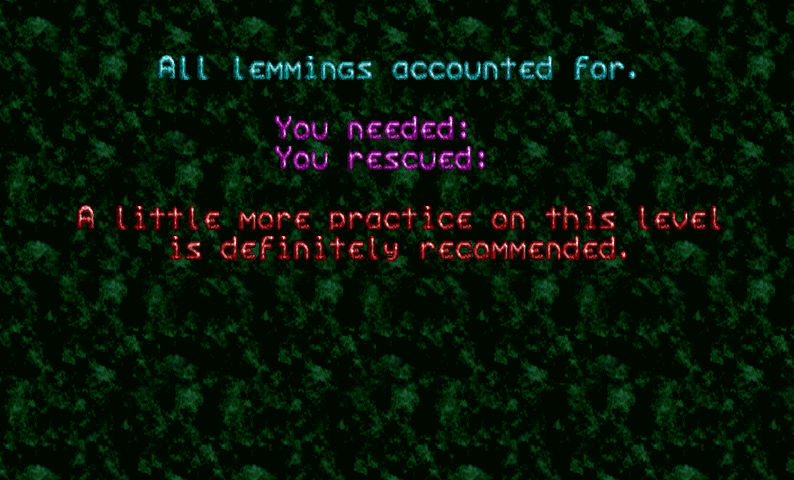 All lemmings accounted for.
You needed:
You rescued:
A little more practice on this level
is definitely recommended.